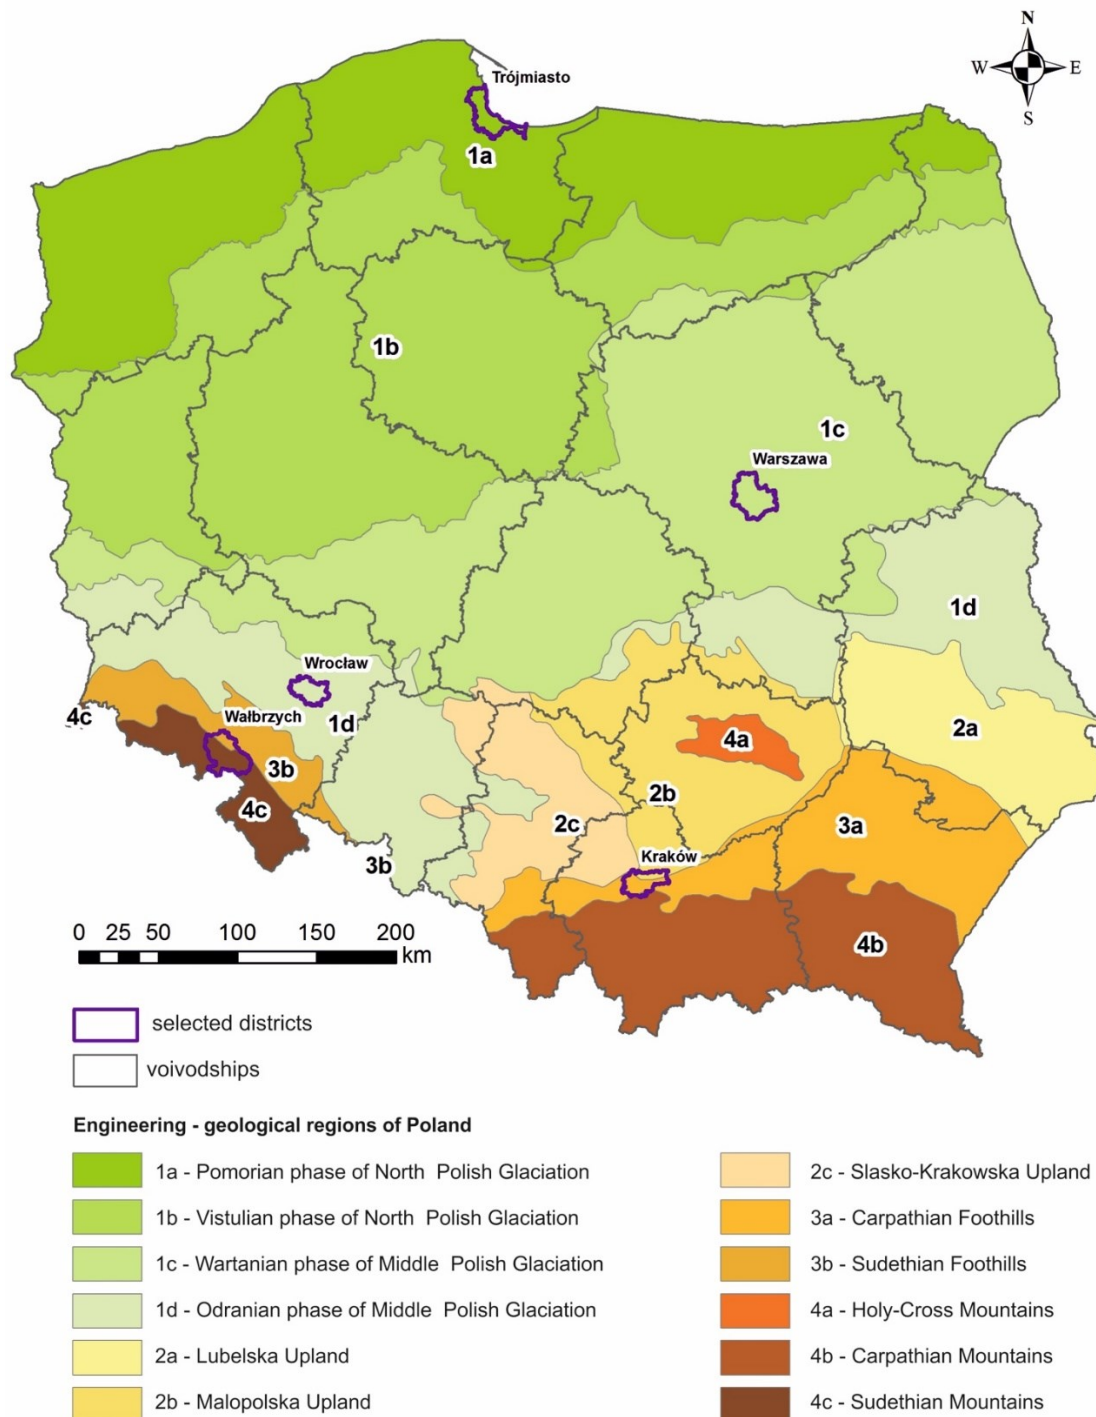 N
W E
S
Trójmiasto
1a
1b
1c
Warszawa
1d
Wrocław
4c
Wałbrzych
1d
2a
4a
3b
2b
4c
2c
3a
Kraków
3b
4b
0 25 50 100 150 200
km
selected districts
voivodships
Engineering - geological regions of Poland
1a - Pomorian phase of North Polish Glaciation
1b - Vistulian phase of North Polish Glaciation
1c - Wartanian phase of Middle Polish Glaciation
1d - Odranian phase of Middle Polish Glaciation
2a - Lubelska Upland
2b - Malopolska Upland
2c - Slasko-Krakowska Upland
3a - Carpathian Foothills
3b - Sudethian Foothills
4a - Holy-Cross Mountains
4b - Carpathian Mountains
4c - Sudethian Mountains